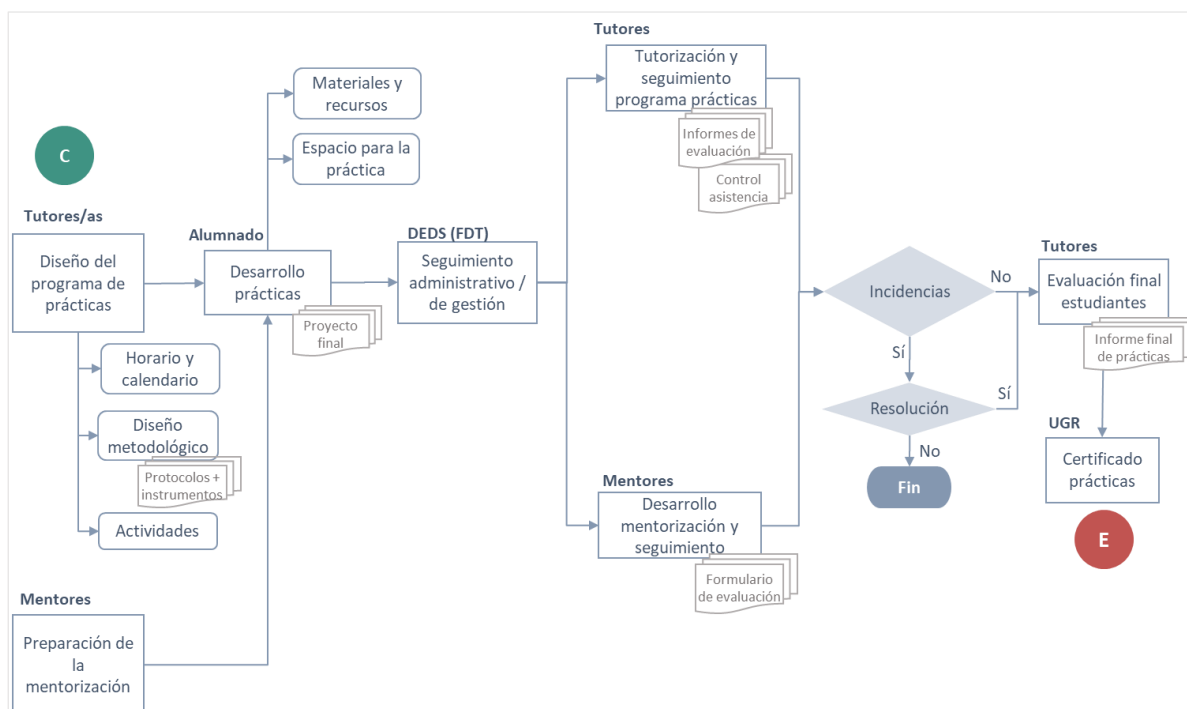 C
Tutores/as
Diseño del
programa de
prácticas
Horario y
calendario
Diseño
metodológico
Protocolos +
instrumentos
Actividades
Mentores
Preparación de
la
mentorización
Materiales y
recursos
Espacio para la
práctica
Alumnado
Desarrollo
prácticas
Proyecto
final
DEDS (FDT)
Seguimiento
administrativo /
de gestión
Tutores
Tutorización y
seguimiento
programa prácticas
Informes de
evaluación
Control
asistencia
Mentores
Desarrollo
mentorización y
seguimiento
Formulario
de evaluación
Incidencias
No
Sí
Resolución
Sí
No
Fin
Tutores
Evaluación final
estudiantes
Informe final
de prácticas
UGR
Certificado
prácticas
E